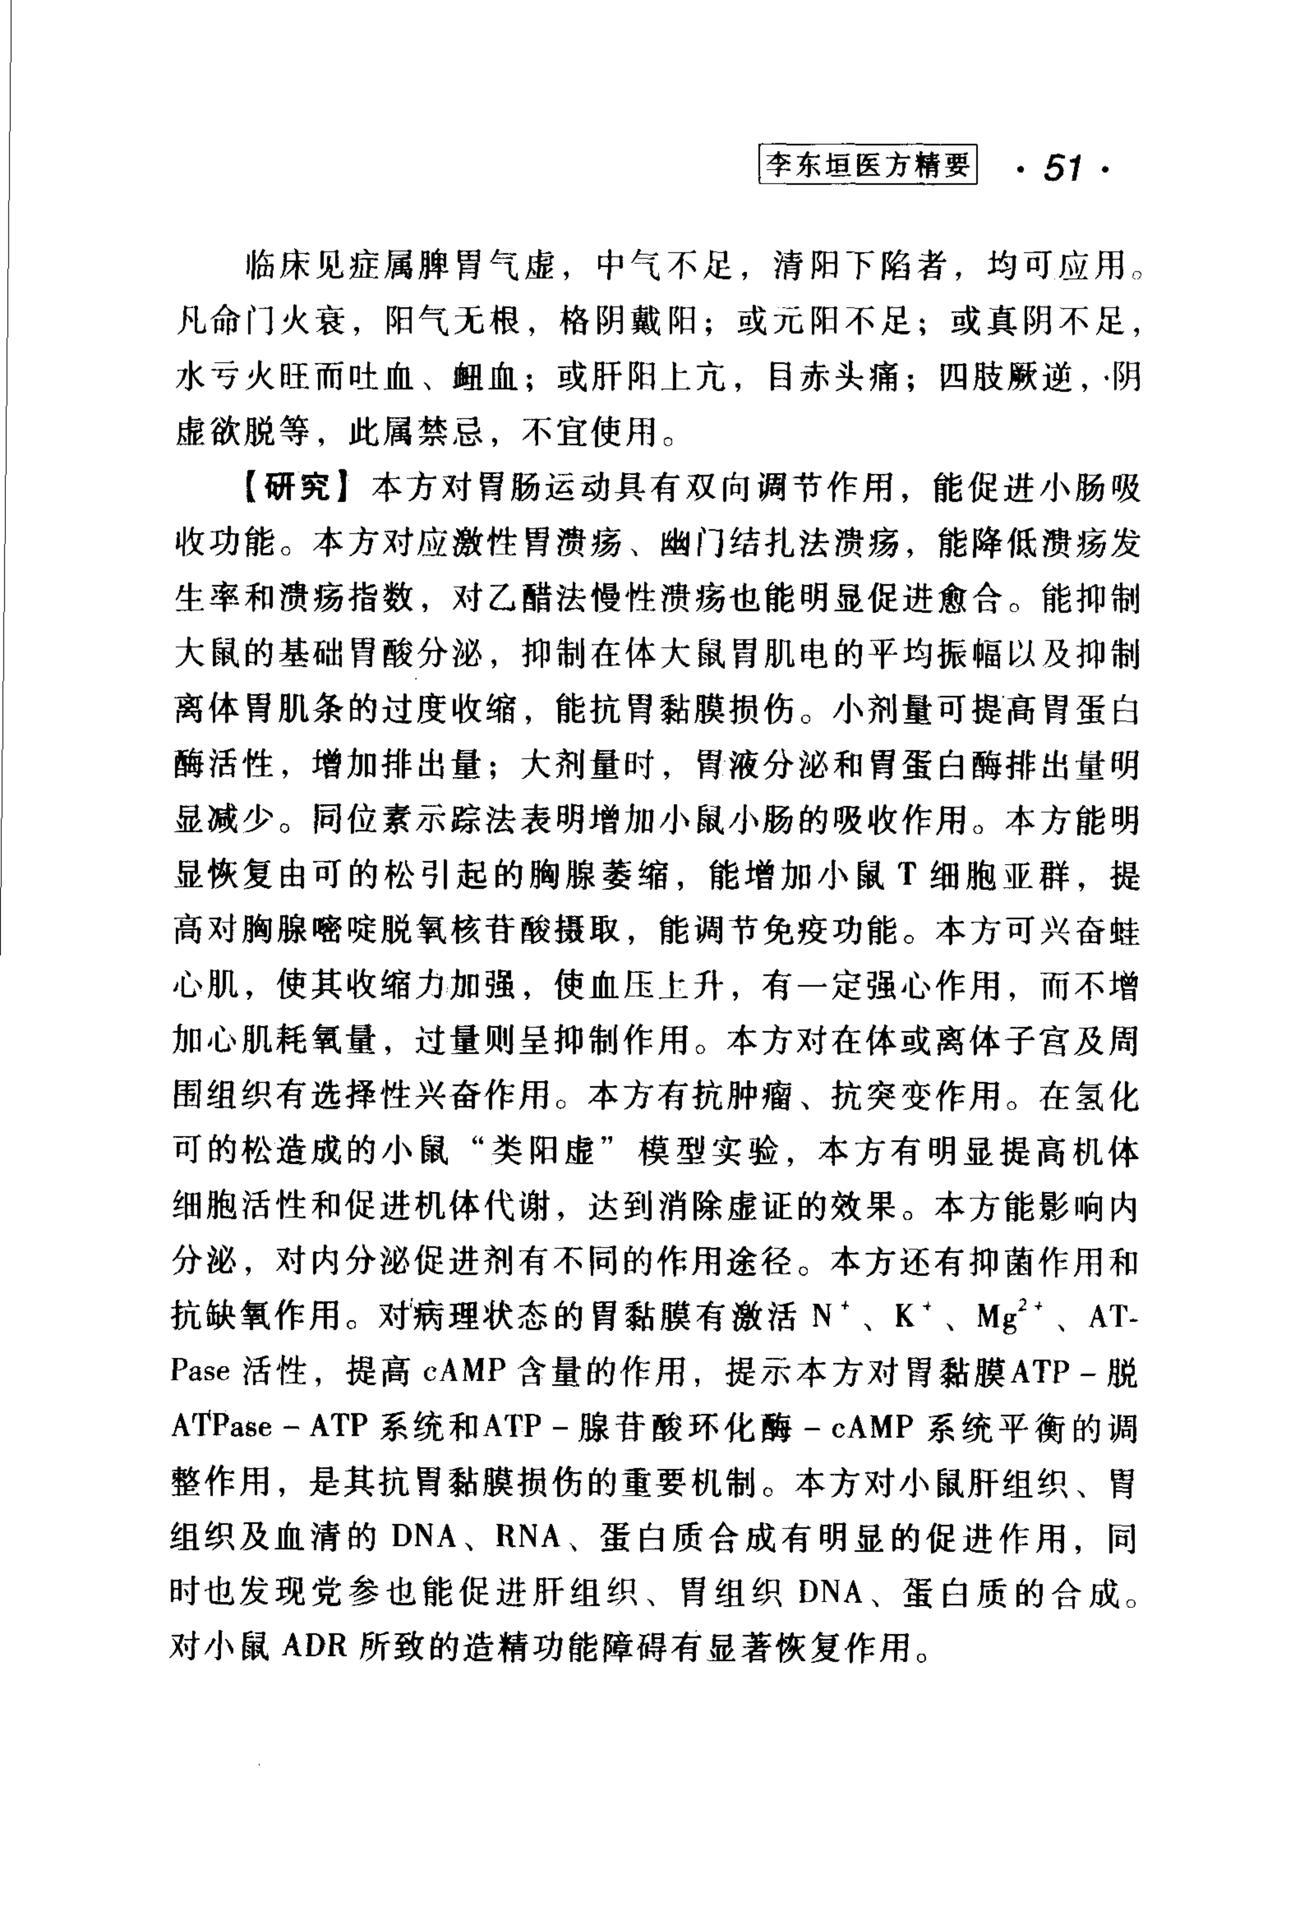 李东垣医方精要 ·51·
临床见症属脾胃气虚，中气不足，清阳下陷者，均可应用。
凡命门火衰，阳气无根，格阴戴阳；或元阳不足；或真阴不足，
水亏火旺而吐血、衄血；或肝阳上亢，目赤头痛；四肢厥逆，阴
虚欲脱等，此属禁忌，不宜使用。
【研究】本方对胃肠运动具有双向调节作用，能促进小肠吸
收功能。本方对应激性胃溃疡、幽门结扎法溃疡，能降低溃疡发
生率和溃疡指数，对乙醋法慢性溃疡也能明显促进愈合。能抑制
大鼠的基础胃酸分泌，抑制在体大鼠胃肌电的平均振幅以及抑制
离体胃肌条的过度收缩，能抗胃黏膜损伤。小剂量可提高胃蛋白
酶活性，增加排出量；大剂量时，胃液分泌和胃蛋白酶排出量明
显减少。同位素示踪法表明增加小鼠小肠的吸收作用。本方能明
显恢复由可的松引起的胸腺萎缩，能增加小鼠 T 细胞亚群，提
高对胸腺嘧啶脱氧核苷酸摄取，能调节免疫功能。本方可兴奋蛙
心肌，使其收缩力加强，使血压上升，有一定强心作用，而不增
加心肌耗氧量，过量则呈抑制作用。本方对在体或离体子宫及周
围组织有选择性兴奋作用。本方有抗肿瘤、抗突变作用。在氢化
可的松造成的小鼠“类阳虚”模型实验，本方有明显提高机体
细胞活性和促进机体代谢，达到消除虚证的效果。本方能影响内
分泌，对内分泌促进剂有不同的作用途径。本方还有抑菌作用和
抗缺氧作用。对病理状态的胃黏膜有激活 N⁺、K⁺、Mg²⁺、AT-
Pase 活性，提高 cAMP 含量的作用，提示本方对胃黏膜ATP－脱
ATPase－ATP 系统和ATP－腺苷酸环化酶－cAMP 系统平衡的调
整作用，是其抗胃黏膜损伤的重要机制。本方对小鼠肝组织、胃
组织及血清的 DNA、RNA、蛋白质合成有明显的促进作用，同
时也发现党参也能促进肝组织、胃组织 DNA、蛋白质的合成。
对小鼠 ADR 所致的造精功能障碍有显著恢复作用。